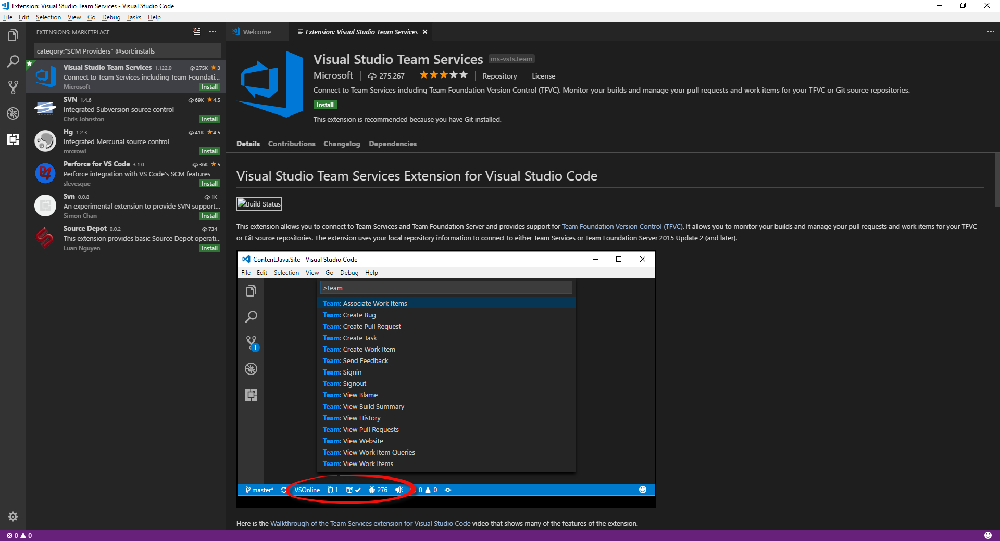 Extension: Visual Studio Team Services - Visual Studio Code
File Edit Selection View Go Debug Tasks Help
EXTENSIONS: MARKETPLACE
category:"SCM Providers" @sort:installs
Visual Studio Team Services 1.122.0 275K 3
Connect to Team Services including Team Foundati...
Microsoft Install
SVN 1.4.6 69K 4.5
Integrated Subversion source control
Chris Johnston Install
Hg 1.2.3 41K 4.5
Integrated Mercurial source control
mrcrowl Install
Perforce for VS Code 3.1.0 36K 5
Perforce integration with VS Code's SCM features
slevesque Install
Svn 0.0.8 1K
An experimental extension to provide SVN support...
Simon Chan Install
Source Depot 0.0.2 734
This extension provides basic Source Depot operati...
Luan Nguyen Install
Welcome Extension: Visual Studio Team Services
Visual Studio Team Services ms-vsts.team
Microsoft 275,267 Repository License
Connect to Team Services including Team Foundation Version Control (TFVC). Monitor your builds and manage your pull requests and work items for your TFVC or Git source repositories.
Install
This extension is recommended because you have Git installed.
Details Contributions Changelog Dependencies
Visual Studio Team Services Extension for Visual Studio Code
Build Status
This extension allows you to connect to Team Services and Team Foundation Server and provides support for Team Foundation Version Control (TFVC). It allows you to monitor your builds and manage your pull requests and work items for your TFVC
or Git source repositories. The extension uses your local repository information to connect to either Team Services or Team Foundation Server 2015 Update 2 (and later).
Content.Java.Site - Visual Studio Code
File Edit Selection View Go Debug Help
>team
Team: Associate Work Items
Team: Create Bug
Team: Create Pull Request
Team: Create Task
Team: Create Work Item
Team: Send Feedback
Team: Signin
Team: Signout
Team: View Blame
Team: View Build Summary
Team: View History
Team: View Pull Requests
Team: View Website
Team: View Work Item Queries
Team: View Work Items
1
master* VSOnline 1 276 0 0
Here is the Walkthrough of the Team Services extension for Visual Studio Code video that shows many of the features of the extension.
0 0